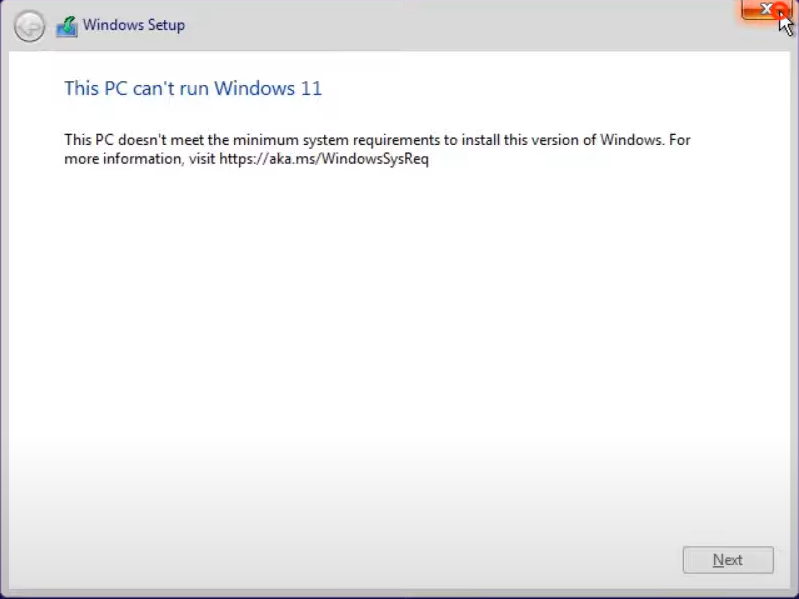 Windows Setup
This PC can't run Windows 11
This PC doesn't meet the minimum system requirements to install this version of Windows. For
more information, visit https://aka.ms/WindowsSysReq
Next